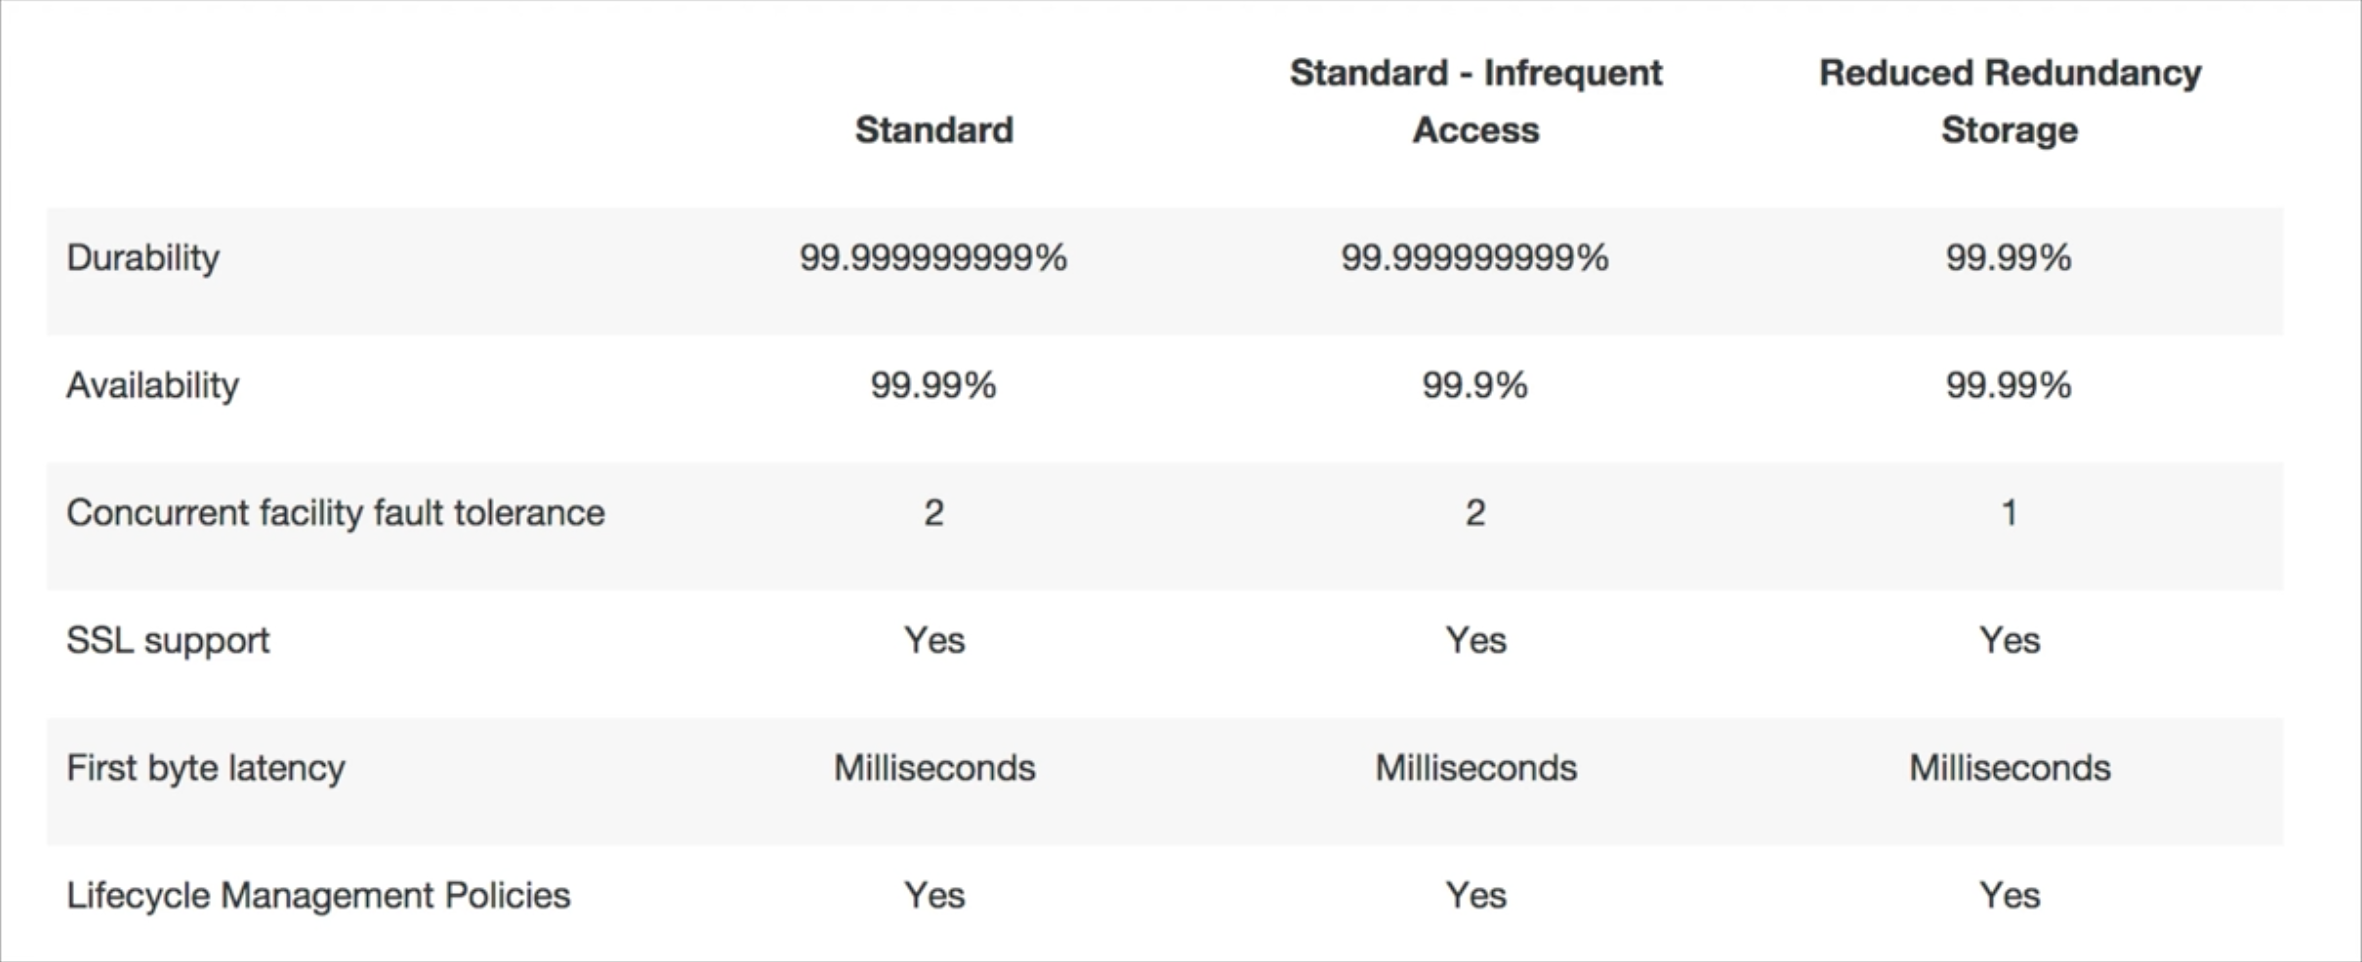 Standard
Standard - Infrequent
Access
Reduced Redundancy
Storage
Durability 99.999999999% 99.999999999% 99.99%
Availability 99.99% 99.9% 99.99%
Concurrent facility fault tolerance 2 2 1
SSL support Yes Yes Yes
First byte latency Milliseconds Milliseconds Milliseconds
Lifecycle Management Policies Yes Yes Yes